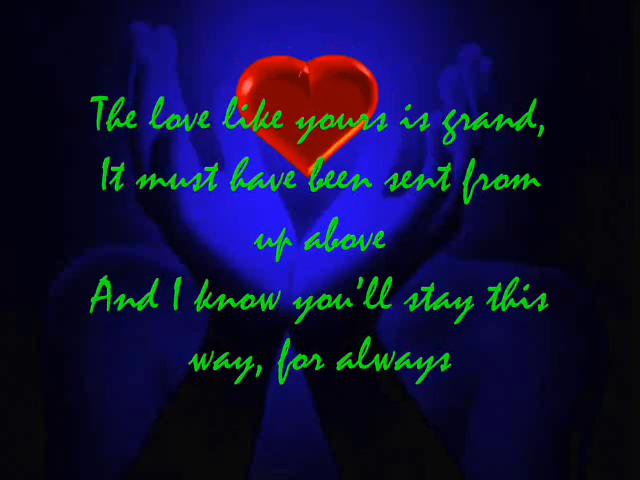 The love like yours is grand,
It must have been sent from
up above
And I know you'll stay this
way, for always